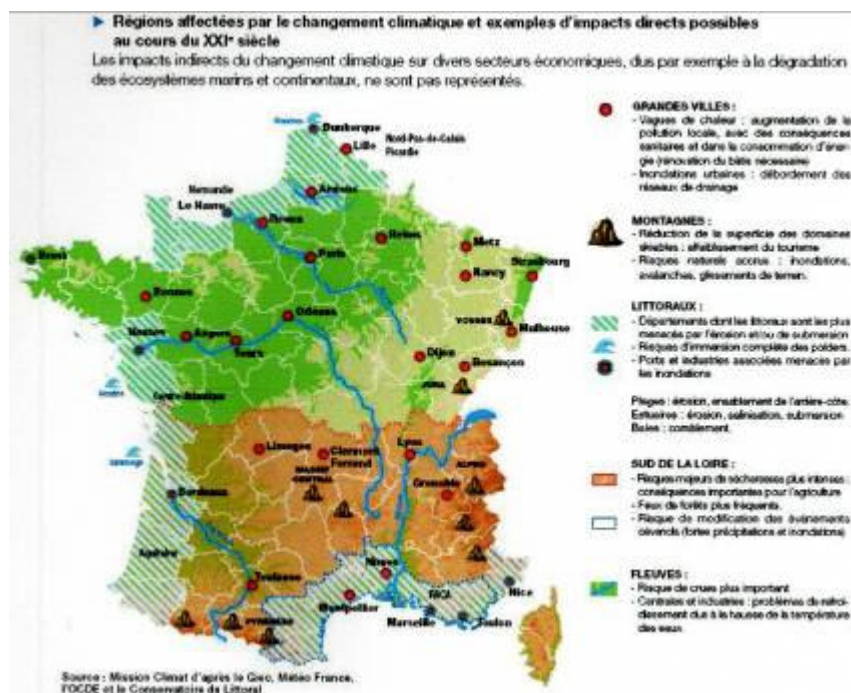 ► Régions affectées par le changement climatique et exemples d'impacts directs possibles
au cours du XXIᵉ siècle
Les impacts indirects du changement climatique sur divers secteurs économiques, dus par exemple à la dégradation
des écosystèmes marins et continentaux, ne sont pas représentés.
Dunkerque
Lille
Nord-Pas-de-Calais
Picardie
Amiens
Normandie
Le Havre
Rouen
Reims
Metz
Paris
Strasbourg
Brest
Nancy
Rennes
Orléans
VOSGES
Mulhouse
Nantes
Angers
Tours
Dijon
Besançon
JURA
Centre-Atlantique
Limoges
Clermont
Ferrand
Lyon
ALPES
MASSIF
CENTRAL
Grenoble
Bordeaux
Aquitaine
Nîmes
Toulouse
PACA
Nice
Montpellier
Marseille
Toulon
PYRENEES
GRANDES VILLES :
- Vagues de chaleur : augmentation de la
pollution locale, avec des conséquences
sanitaires et dans la consommation d'éner-
gie (rénovation du bâti nécessaire)
- Inondations urbaines : débordement des
réseaux de drainage
MONTAGNES :
- Réduction de la superficie des domaines
skiables : affaiblissement du tourisme
- Risques naturels accrus : inondations,
avalanches, glissements de terrain.
LITTORAUX :
- Départements dont les littoraux sont les plus
menacés par l'érosion et/ou de submersion
- Risques d'immersion complète des polders.
- Ports et industries associées menacés par
les inondations
Plages : érosion, ensablement de l'arrière-côte.
Estuaires : érosion, salinisation, submersion
Baies : comblement.
SUD DE LA LOIRE :
- Risques majeurs de sécheresses plus intenses :
conséquences importantes pour l'agriculture
- Feux de forêts plus fréquents.
- Risque de modification des événements
cévenols (fortes précipitations et inondations)
FLEUVES :
- Risque de crues plus important
- Centrales et industries : problèmes de refroi-
dissement due à la hausse de la température
des eaux.
Source : Mission Climat d'après le Giec, Météo France,
l'OCDE et le Conservatoire de Littoral